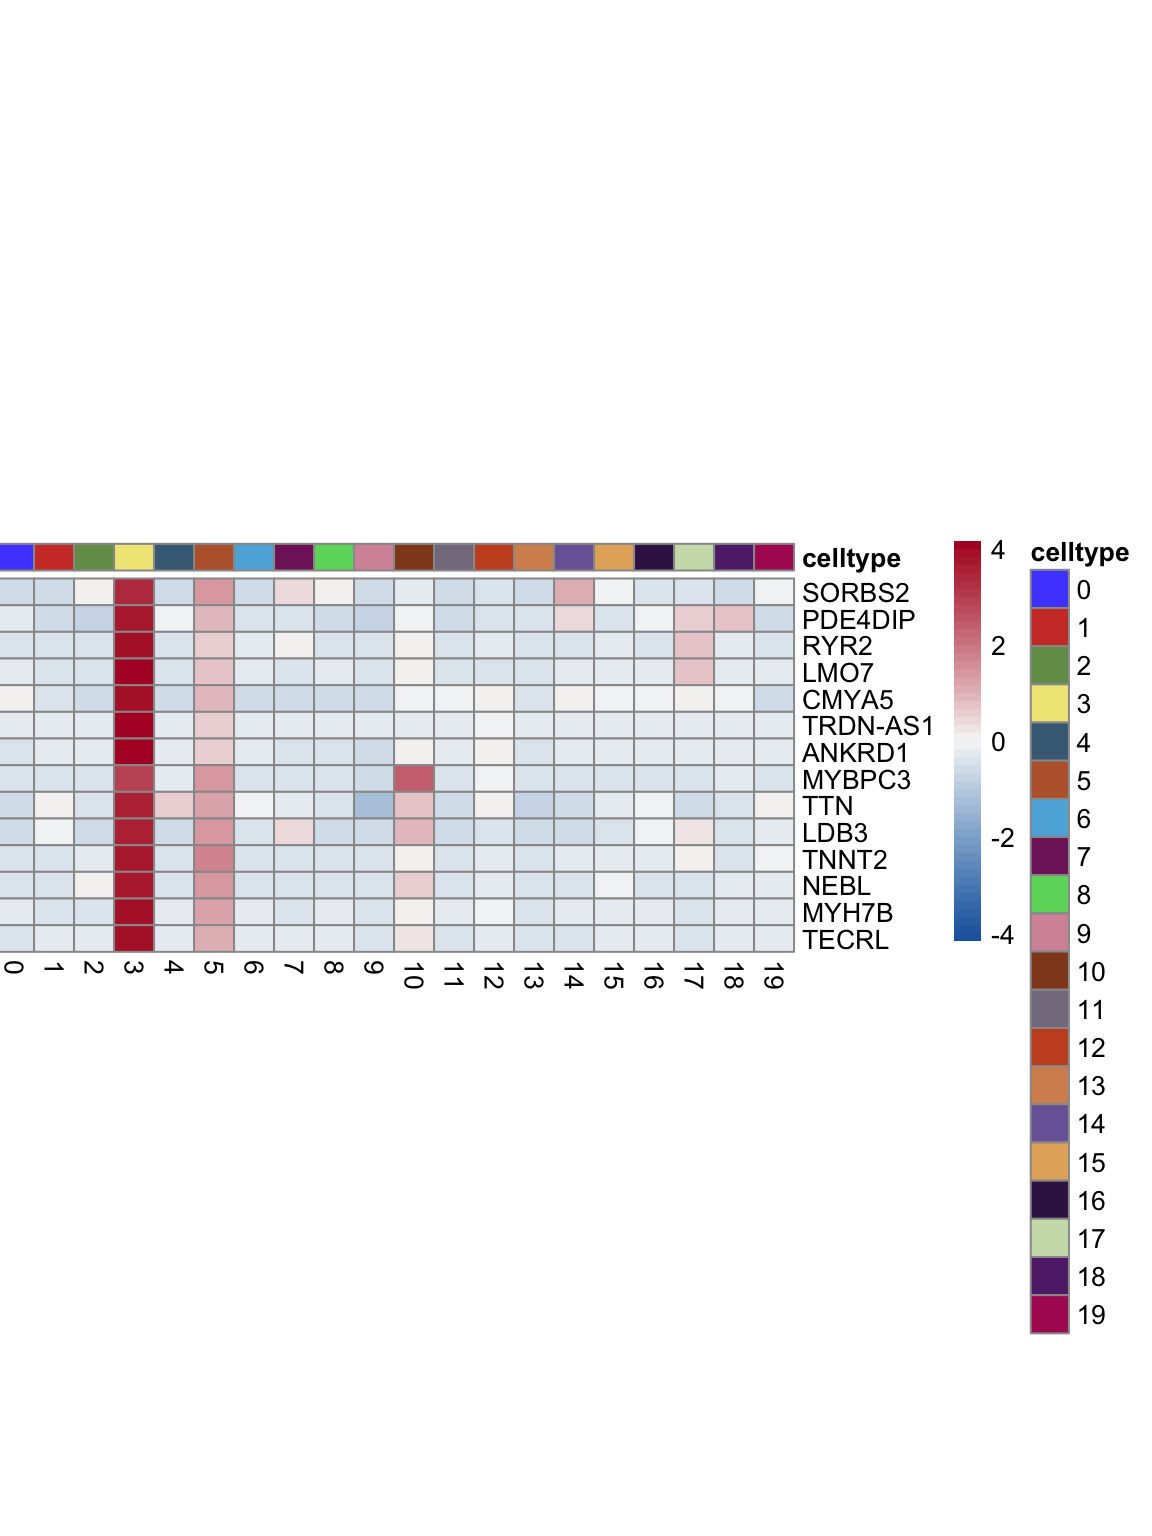 celltype
SORBS2
PDE4DIP
RYR2
LMO7
CMYA5
TRDN-AS1
ANKRD1
MYBPC3
TTN
LDB3
TNNT2
NEBL
MYH7B
TECRL
0 1 2 3 4 5 6 7 8 9 10 11 12 13 14 15 16 17 18 19
4
2
0
-2
-4
celltype
0
1
2
3
4
5
6
7
8
9
10
11
12
13
14
15
16
17
18
19